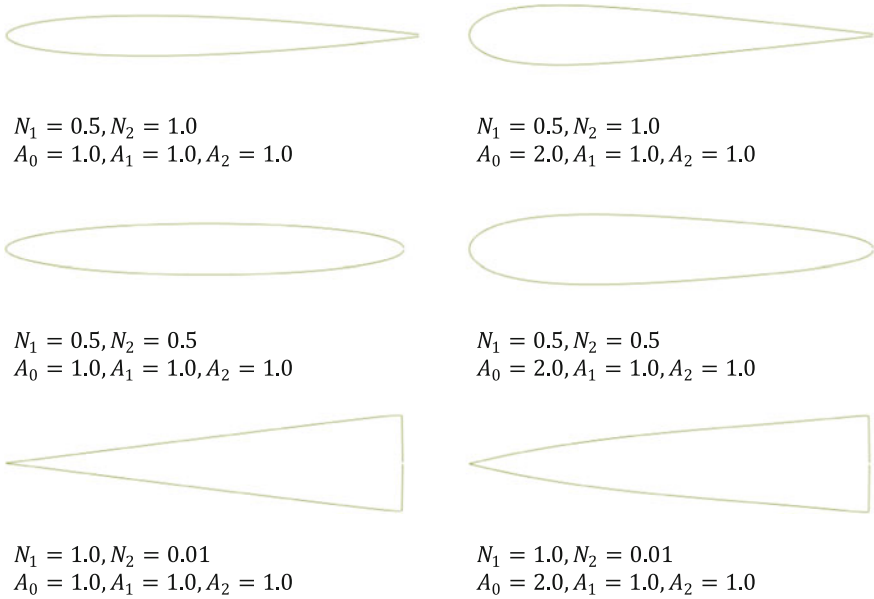 N₁ = 0.5, N₂ = 1.0
A₀ = 1.0, A₁ = 1.0, A₂ = 1.0
N₁ = 0.5, N₂ = 1.0
A₀ = 2.0, A₁ = 1.0, A₂ = 1.0
N₁ = 0.5, N₂ = 0.5
A₀ = 1.0, A₁ = 1.0, A₂ = 1.0
N₁ = 0.5, N₂ = 0.5
A₀ = 2.0, A₁ = 1.0, A₂ = 1.0
N₁ = 1.0, N₂ = 0.01
A₀ = 1.0, A₁ = 1.0, A₂ = 1.0
N₁ = 1.0, N₂ = 0.01
A₀ = 2.0, A₁ = 1.0, A₂ = 1.0